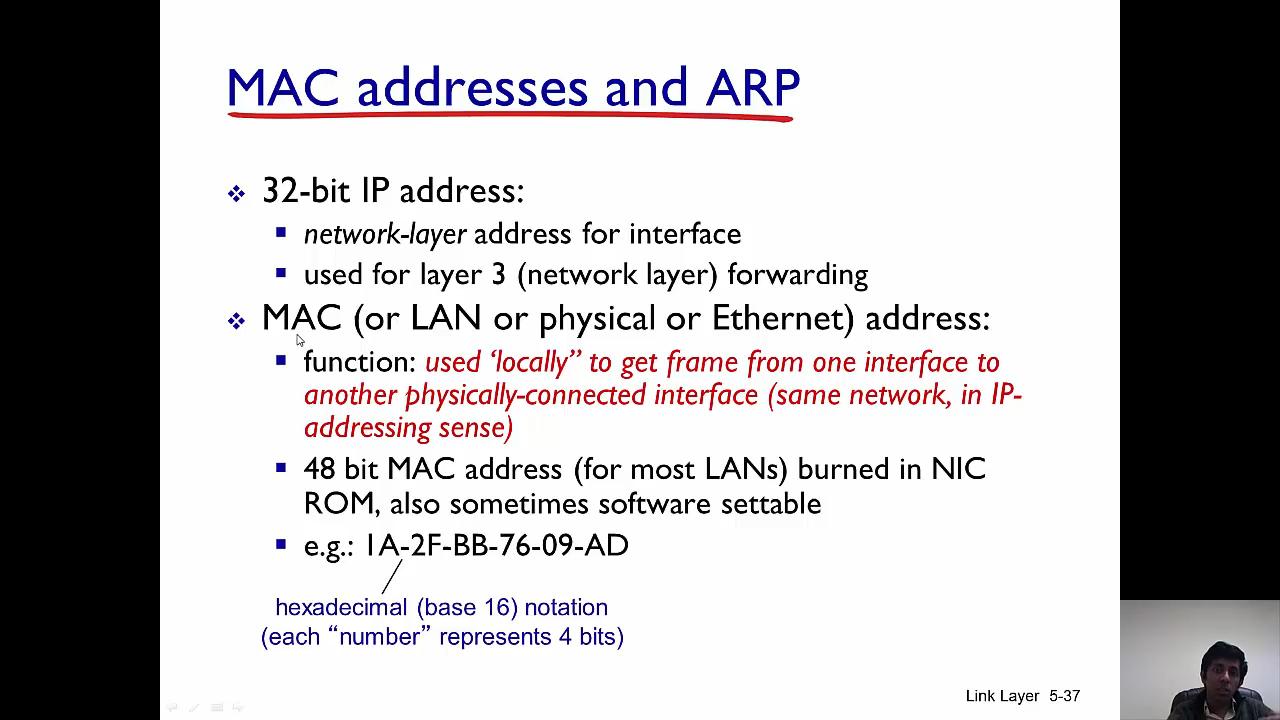 MAC addresses and ARP
32-bit IP address:
network-layer address for interface
used for layer 3 (network layer) forwarding
MAC (or LAN or physical or Ethernet) address:
function: used ‘locally” to get frame from one interface to
another physically-connected interface (same network, in IP-
addressing sense)
48 bit MAC address (for most LANs) burned in NIC
ROM, also sometimes software settable
e.g.: 1A-2F-BB-76-09-AD
hexadecimal (base 16) notation
(each “number” represents 4 bits)
Link Layer 5-37